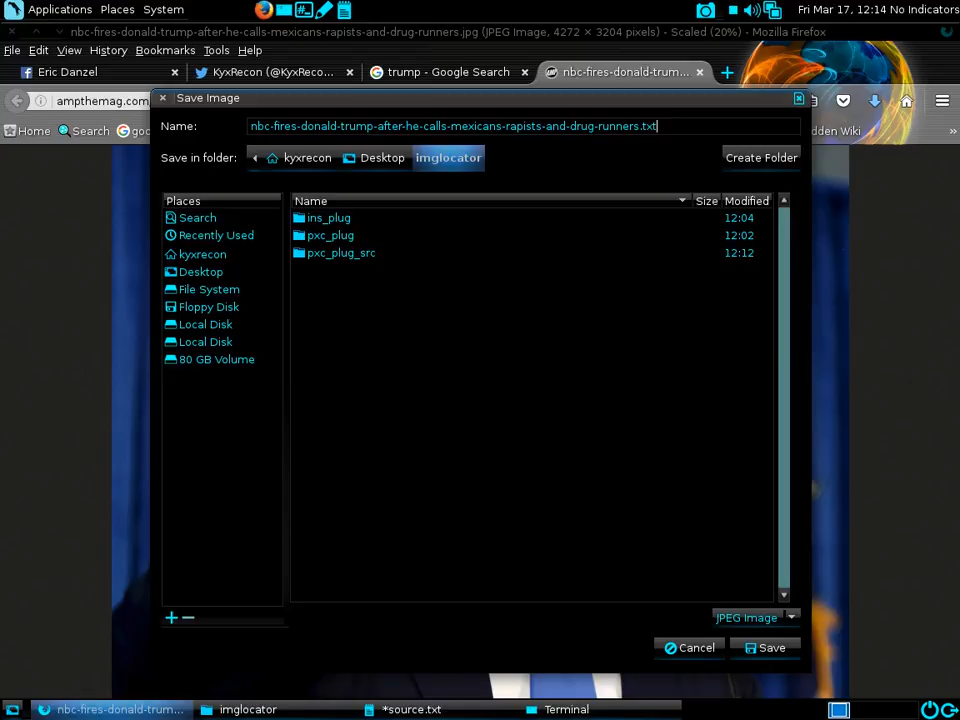 Applications Places System Fri Mar 17, 12:14 No Indicators
nbc-fires-donald-trump-after-he-calls-mexicans-rapists-and-drug-runners.jpg (JPEG Image, 4272 × 3204 pixels) - Scaled (20%) - Mozilla Firefox
File Edit View History Bookmarks Tools Help
Eric Danzel KyxRecon (@KyxReco... trump - Google Search nbc-fires-donald-trum...
ampthemag.com
Home Search goo dden Wiki
Save Image
Name: nbc-fires-donald-trump-after-he-calls-mexicans-rapists-and-drug-runners.txt
Save in folder: kyxrecon Desktop imglocator Create Folder
Places Name Size Modified
Search ins_plug 12:04
Recently Used pxc_plug 12:02
kyxrecon pxc_plug_src 12:12
Desktop
File System
Floppy Disk
Local Disk
Local Disk
80 GB Volume
JPEG Image
Cancel Save
nbc-fires-donald-trum... imglocator *source.txt Terminal